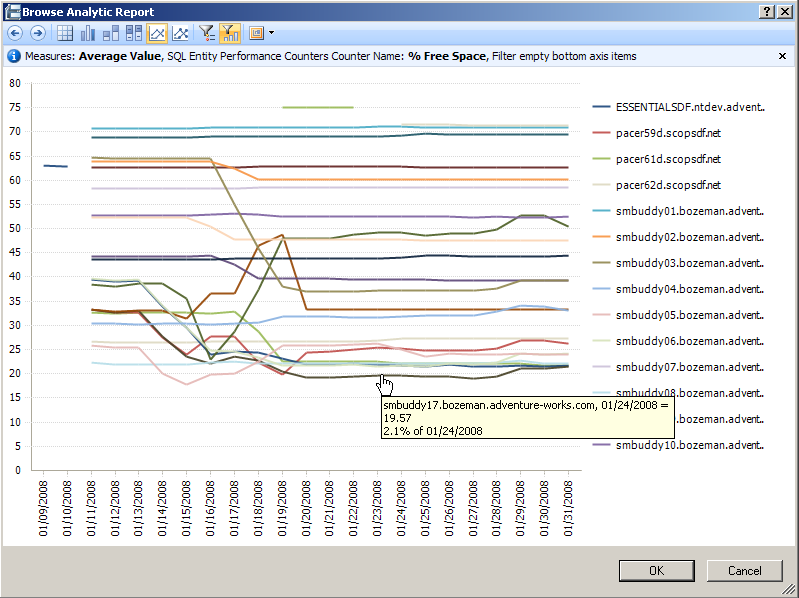 Browse Analytic Report
Measures: Average Value, SQL Entity Performance Counters Counter Name: % Free Space, Filter empty bottom axis items
80
75
70
65
60
55
50
45
40
35
30
25
20
15
10
5
0
01/09/2008
01/10/2008
01/11/2008
01/12/2008
01/13/2008
01/14/2008
01/15/2008
01/16/2008
01/17/2008
01/18/2008
01/19/2008
01/20/2008
01/21/2008
01/22/2008
01/23/2008
01/24/2008
01/25/2008
01/26/2008
01/27/2008
01/28/2008
01/29/2008
01/30/2008
01/31/2008
ESSENTIALSDF.ntdev.advent..
pacer59d.scopsdf.net
pacer61d.scopsdf.net
pacer62d.scopsdf.net
smbuddy01.bozeman.advent..
smbuddy02.bozeman.advent..
smbuddy03.bozeman.advent..
smbuddy04.bozeman.advent..
smbuddy05.bozeman.advent..
smbuddy06.bozeman.advent..
smbuddy07.bozeman.advent..
smbuddy08.bozeman.advent..
smbuddy17.bozeman.adventure-works.com, 01/24/2008 =
19.57
2.1% of 01/24/2008
advent..
smbuddy10.bozeman.advent..
OK
Cancel